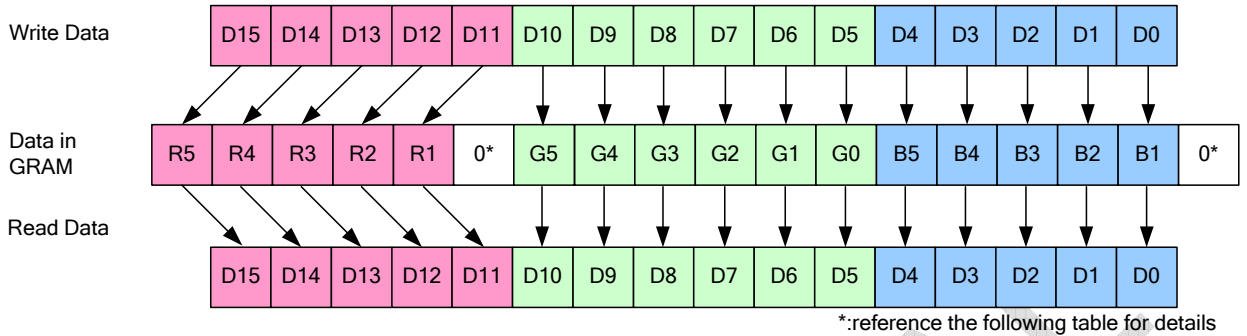 Write Data D15 D14 D13 D12 D11 D10 D9 D8 D7 D6 D5 D4 D3 D2 D1 D0
Data in GRAM R5 R4 R3 R2 R1 0* G5 G4 G3 G2 G1 G0 B5 B4 B3 B2 B1 0*
Read Data
D15 D14 D13 D12 D11 D10 D9 D8 D7 D6 D5 D4 D3 D2 D1 D0
*:reference the following table for details